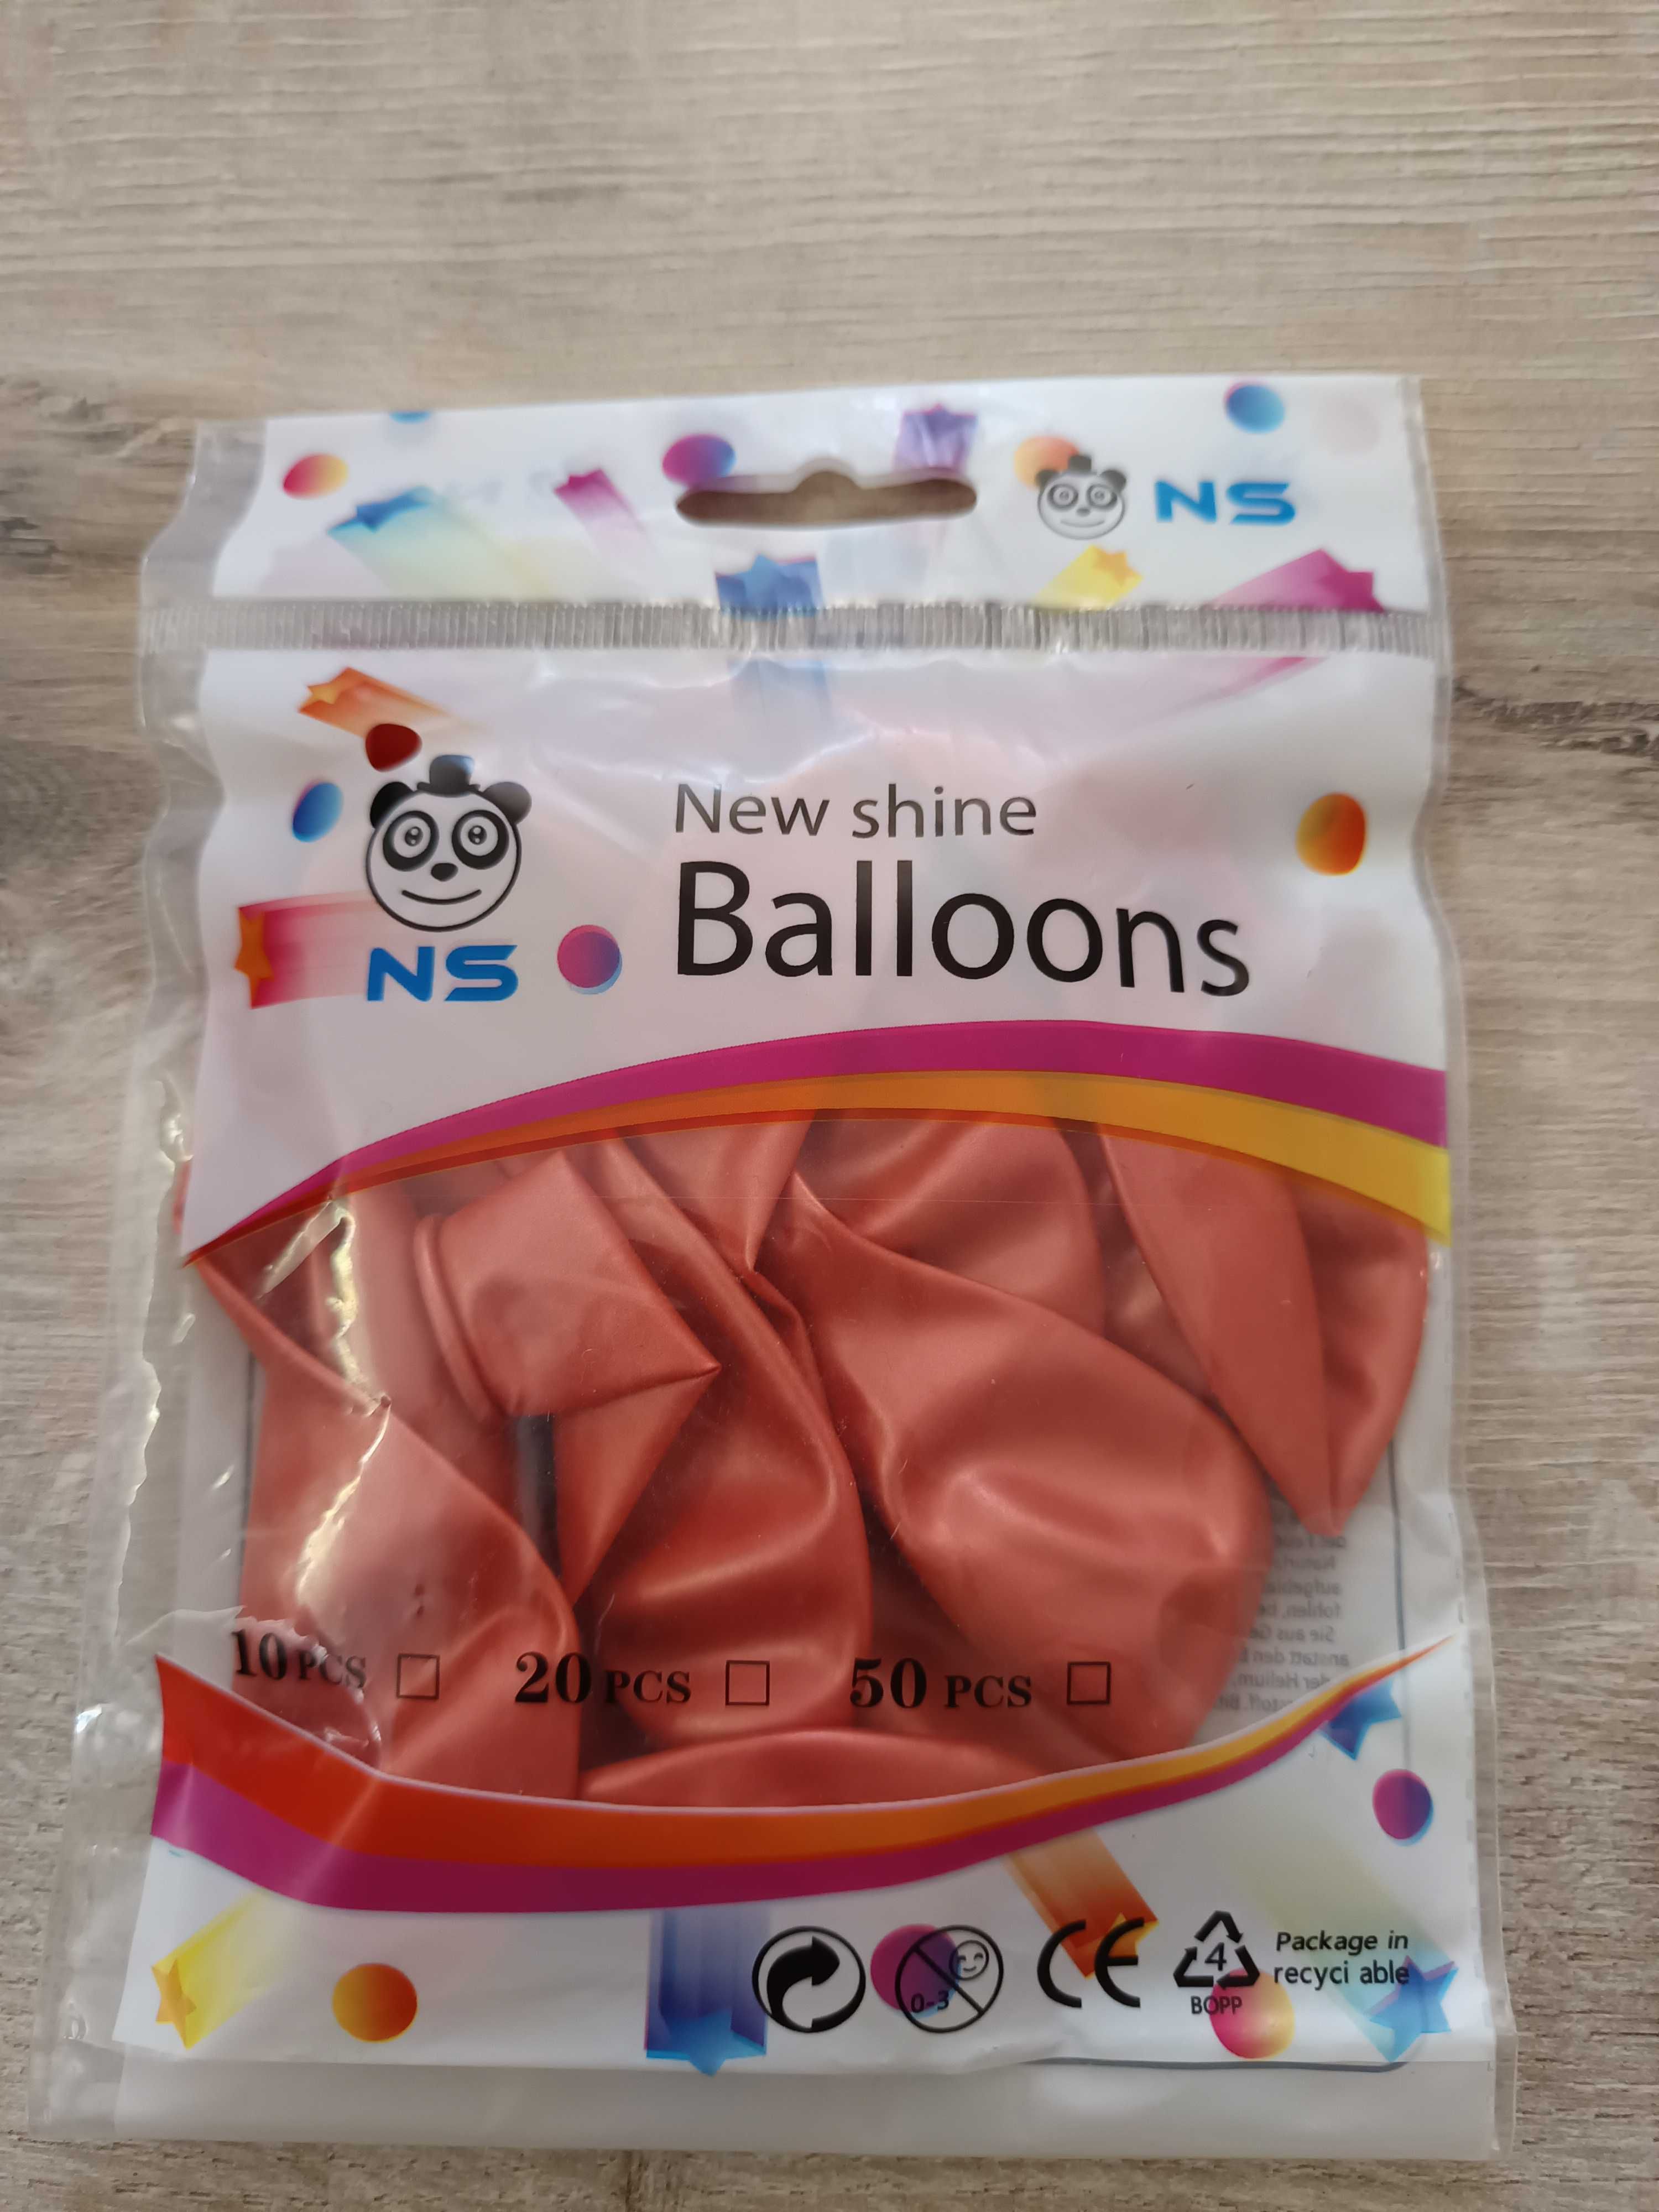 NS
New shine
NS
Balloons
10 PCS 20 PCS 50 PCS
0-3
CE
4
BOPP
Package in
recyci able